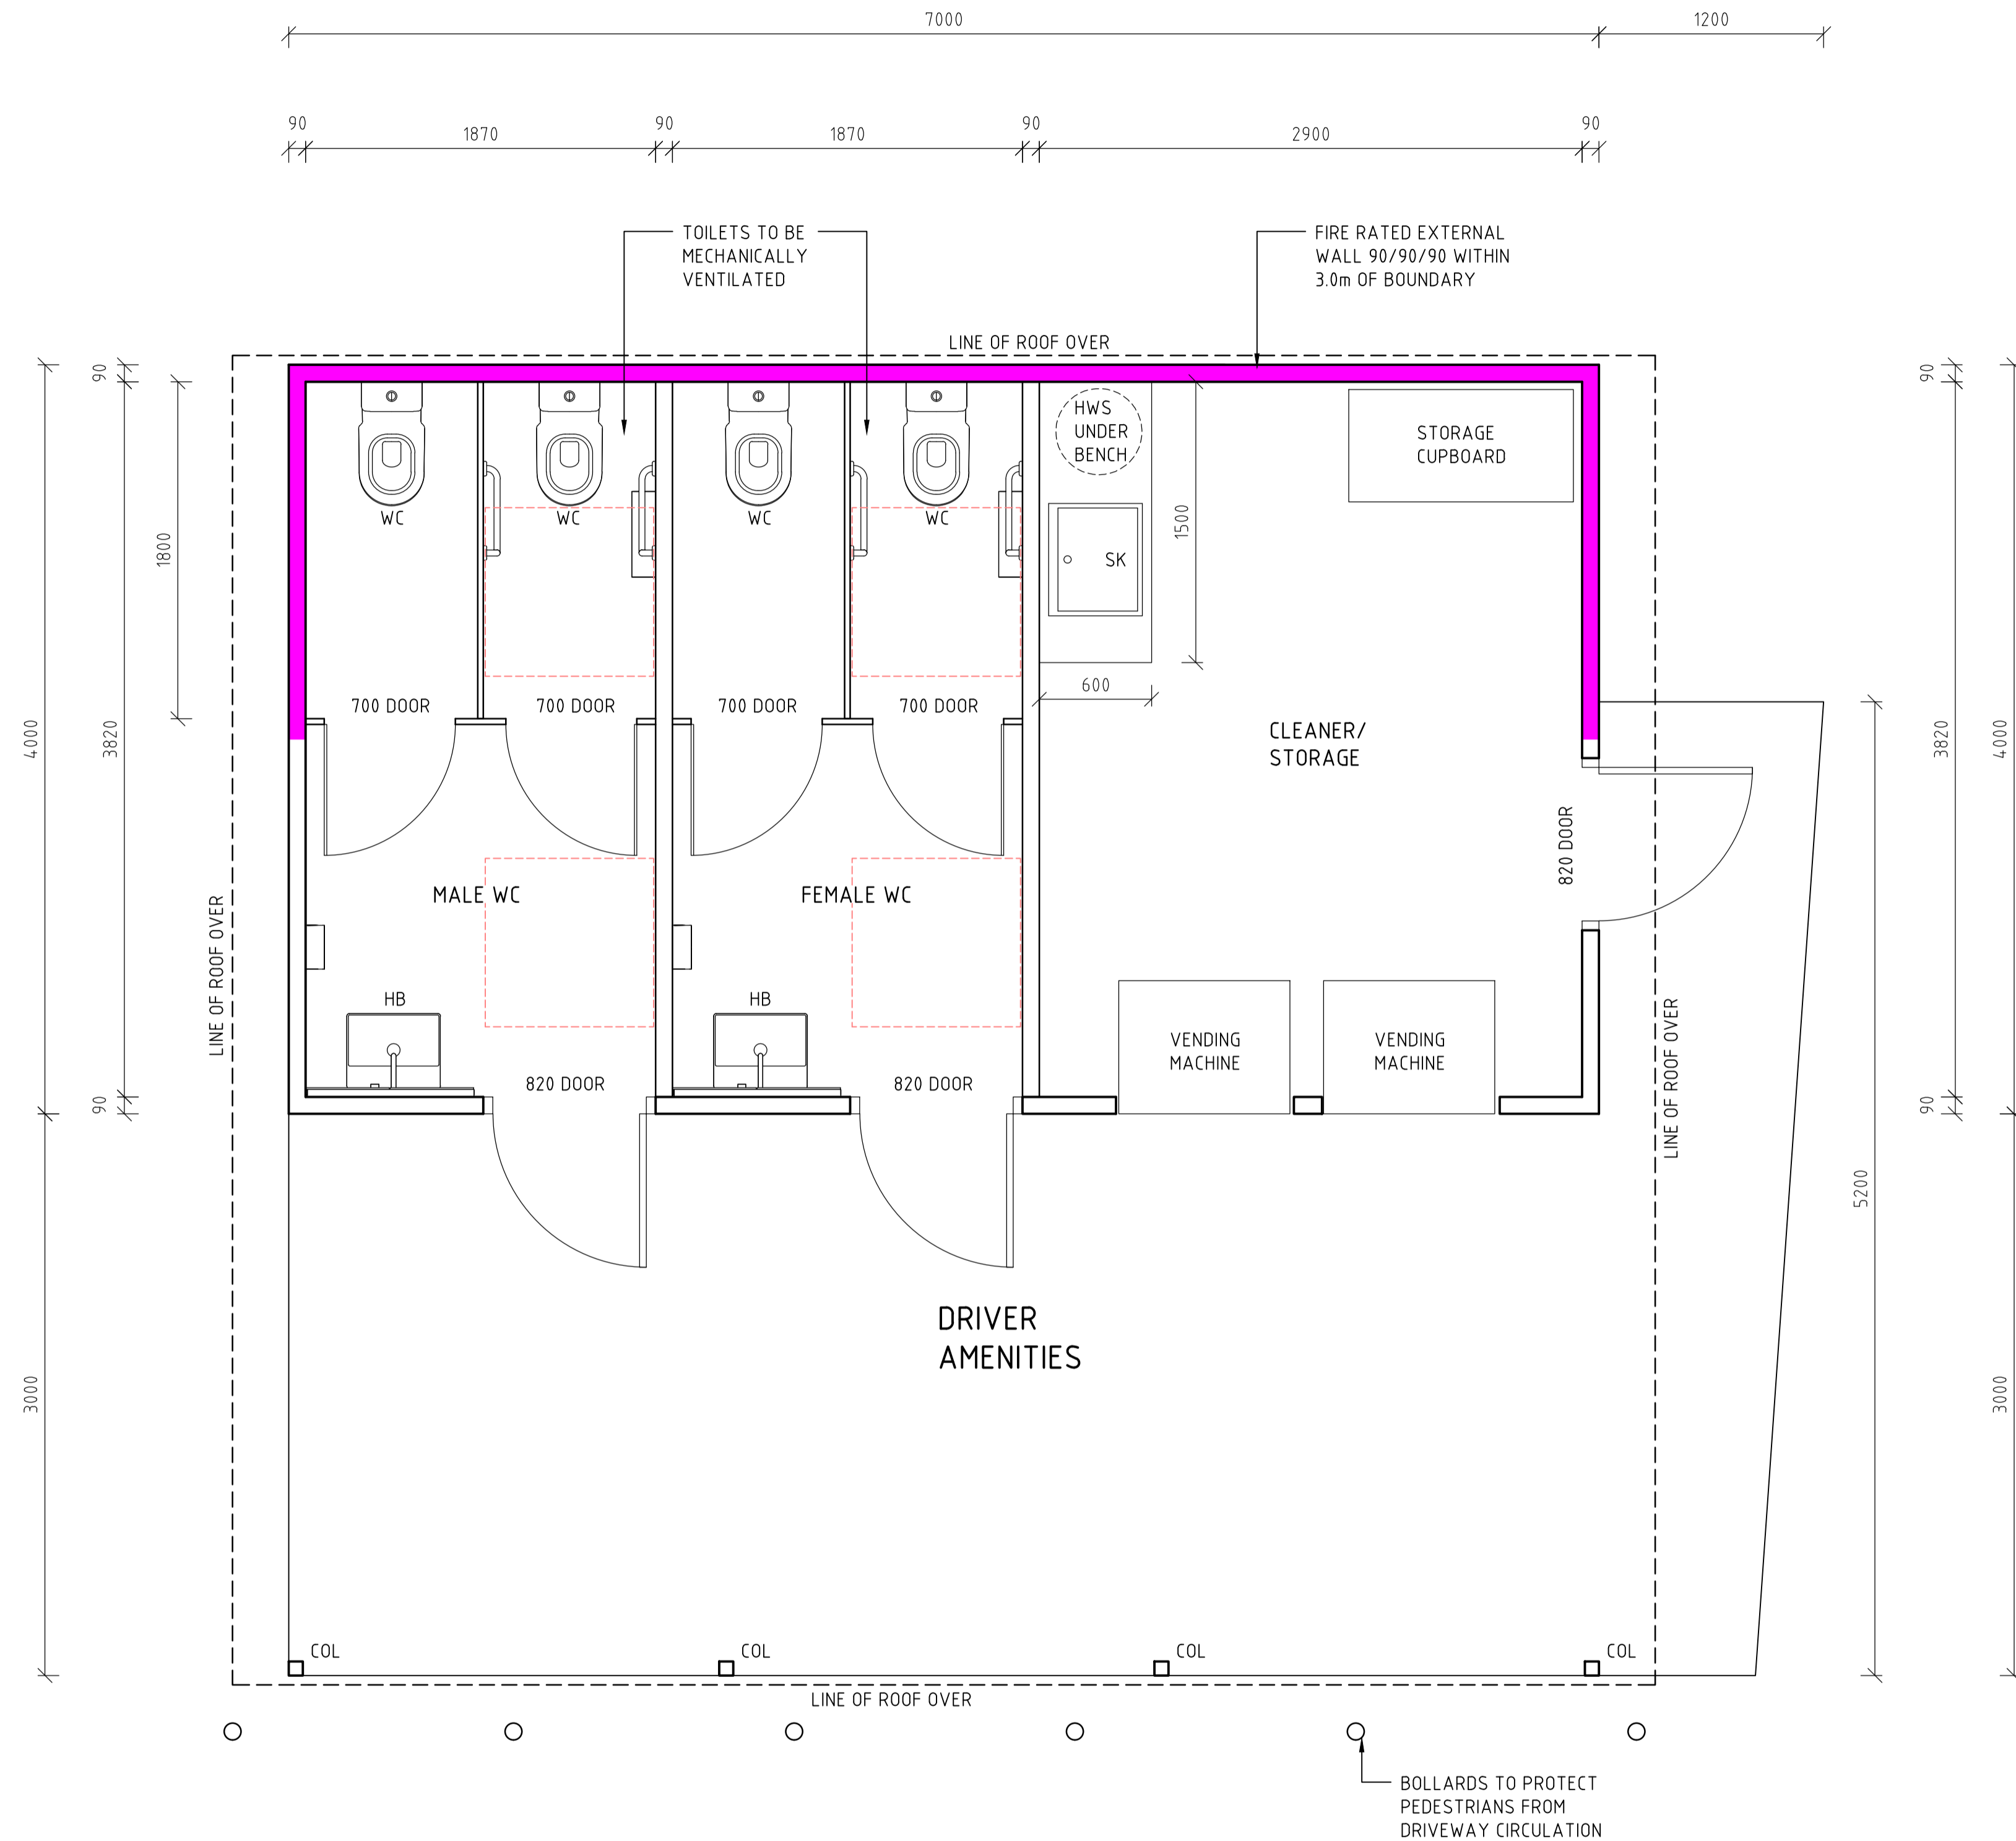 7000
1200
90
1870
90
1870
90
2900
90
TOILETS TO BE
MECHANICALLY
VENTILATED
FIRE RATED EXTERNAL
WALL 90/90/90 WITHIN
3.0m OF BOUNDARY
LINE OF ROOF OVER
90
90
HWS
UNDER
BENCH
STORAGE
CUPBOARD
WC
WC
WC
WC
1800
1500
SK
600
700 DOOR
700 DOOR
700 DOOR
700 DOOR
4000
3820
CLEANER/
STORAGE
3820
4000
820 DOOR
MALE WC
FEMALE WC
LINE OF ROOF OVER
HB
HB
VENDING
MACHINE
VENDING
MACHINE
LINE OF ROOF OVER
820 DOOR
820 DOOR
90
90
5200
DRIVER
AMENITIES
3000
3000
COL
COL
COL
COL
LINE OF ROOF OVER
BOLLARDS TO PROTECT
PEDESTRIANS FROM
DRIVEWAY CIRCULATION